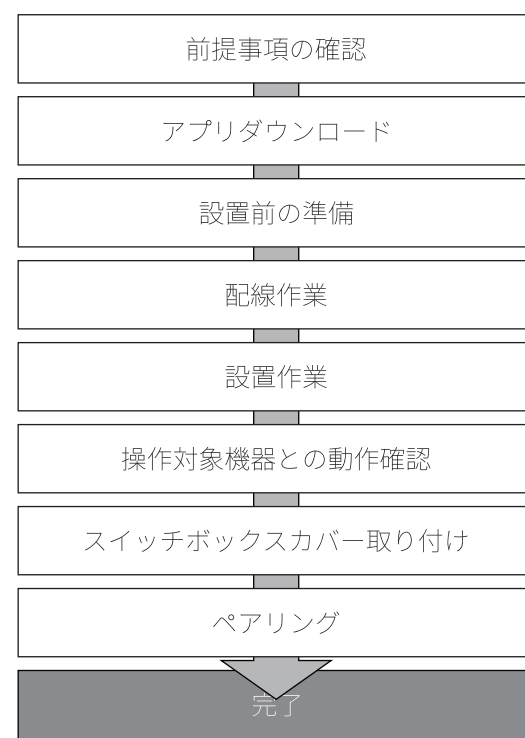 前提事項の確認
アプリダウンロード
設置前の準備
配線作業
設置作業
操作対象機器との動作確認
スイッチボックスカバー取り付け
ペアリング
完了